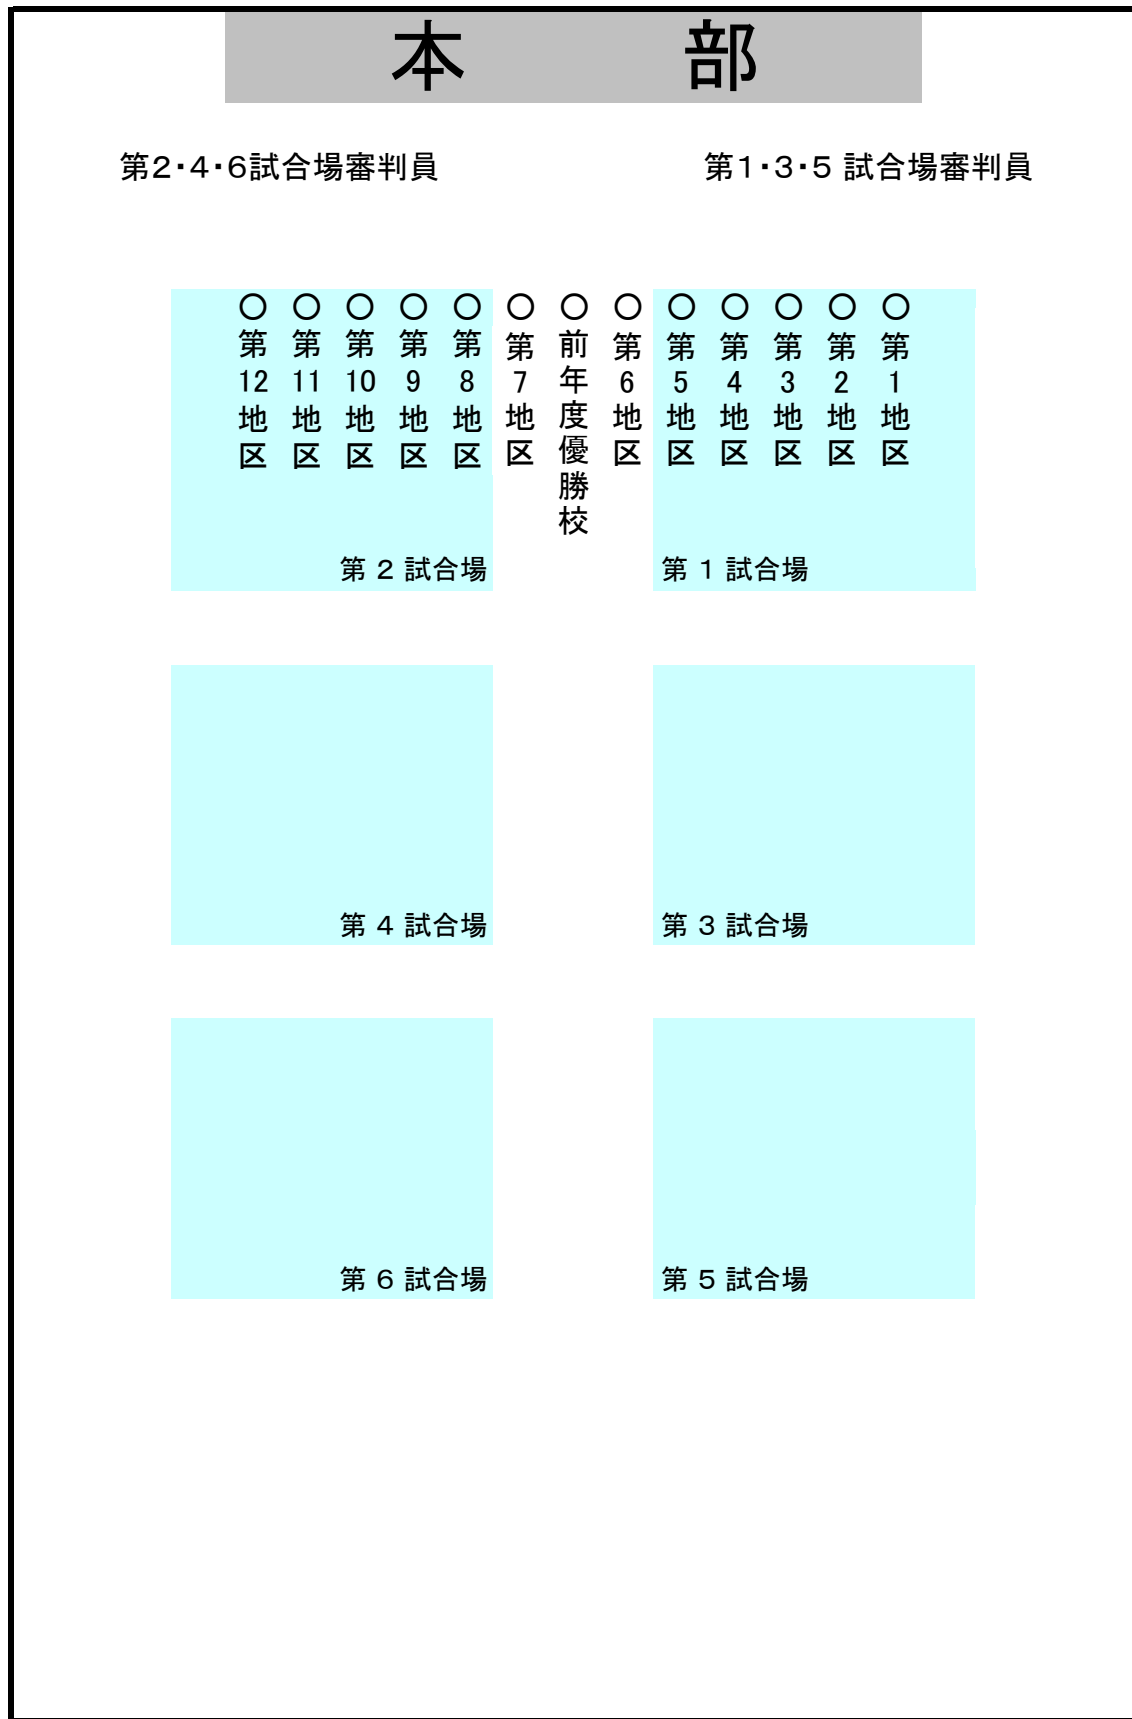 本　部
第2・4・6試合場審判員
第1・3・5 試合場審判員
○第1地区
○第2地区
○第3地区
○第4地区
○第5地区
○第6地区
○前年度優勝校
○第7地区
○第8地区
○第9地区
○第10地区
○第11地区
○第12地区
第 2 試合場
第 1 試合場
第 4 試合場
第 3 試合場
第 6 試合場
第 5 試合場